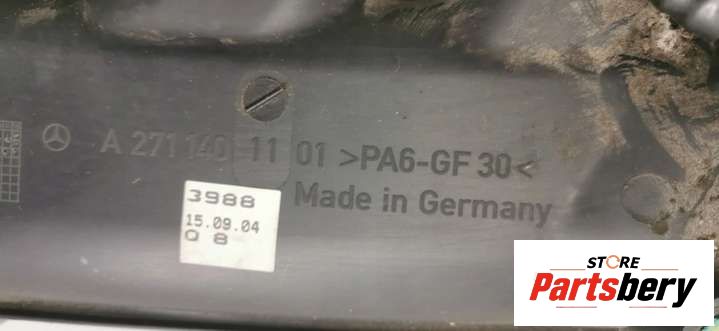 A 271 140 11 01 >PA6-GF 30<
Made in Germany
3988
15.09.04
Q 8
STORE
Partsbery